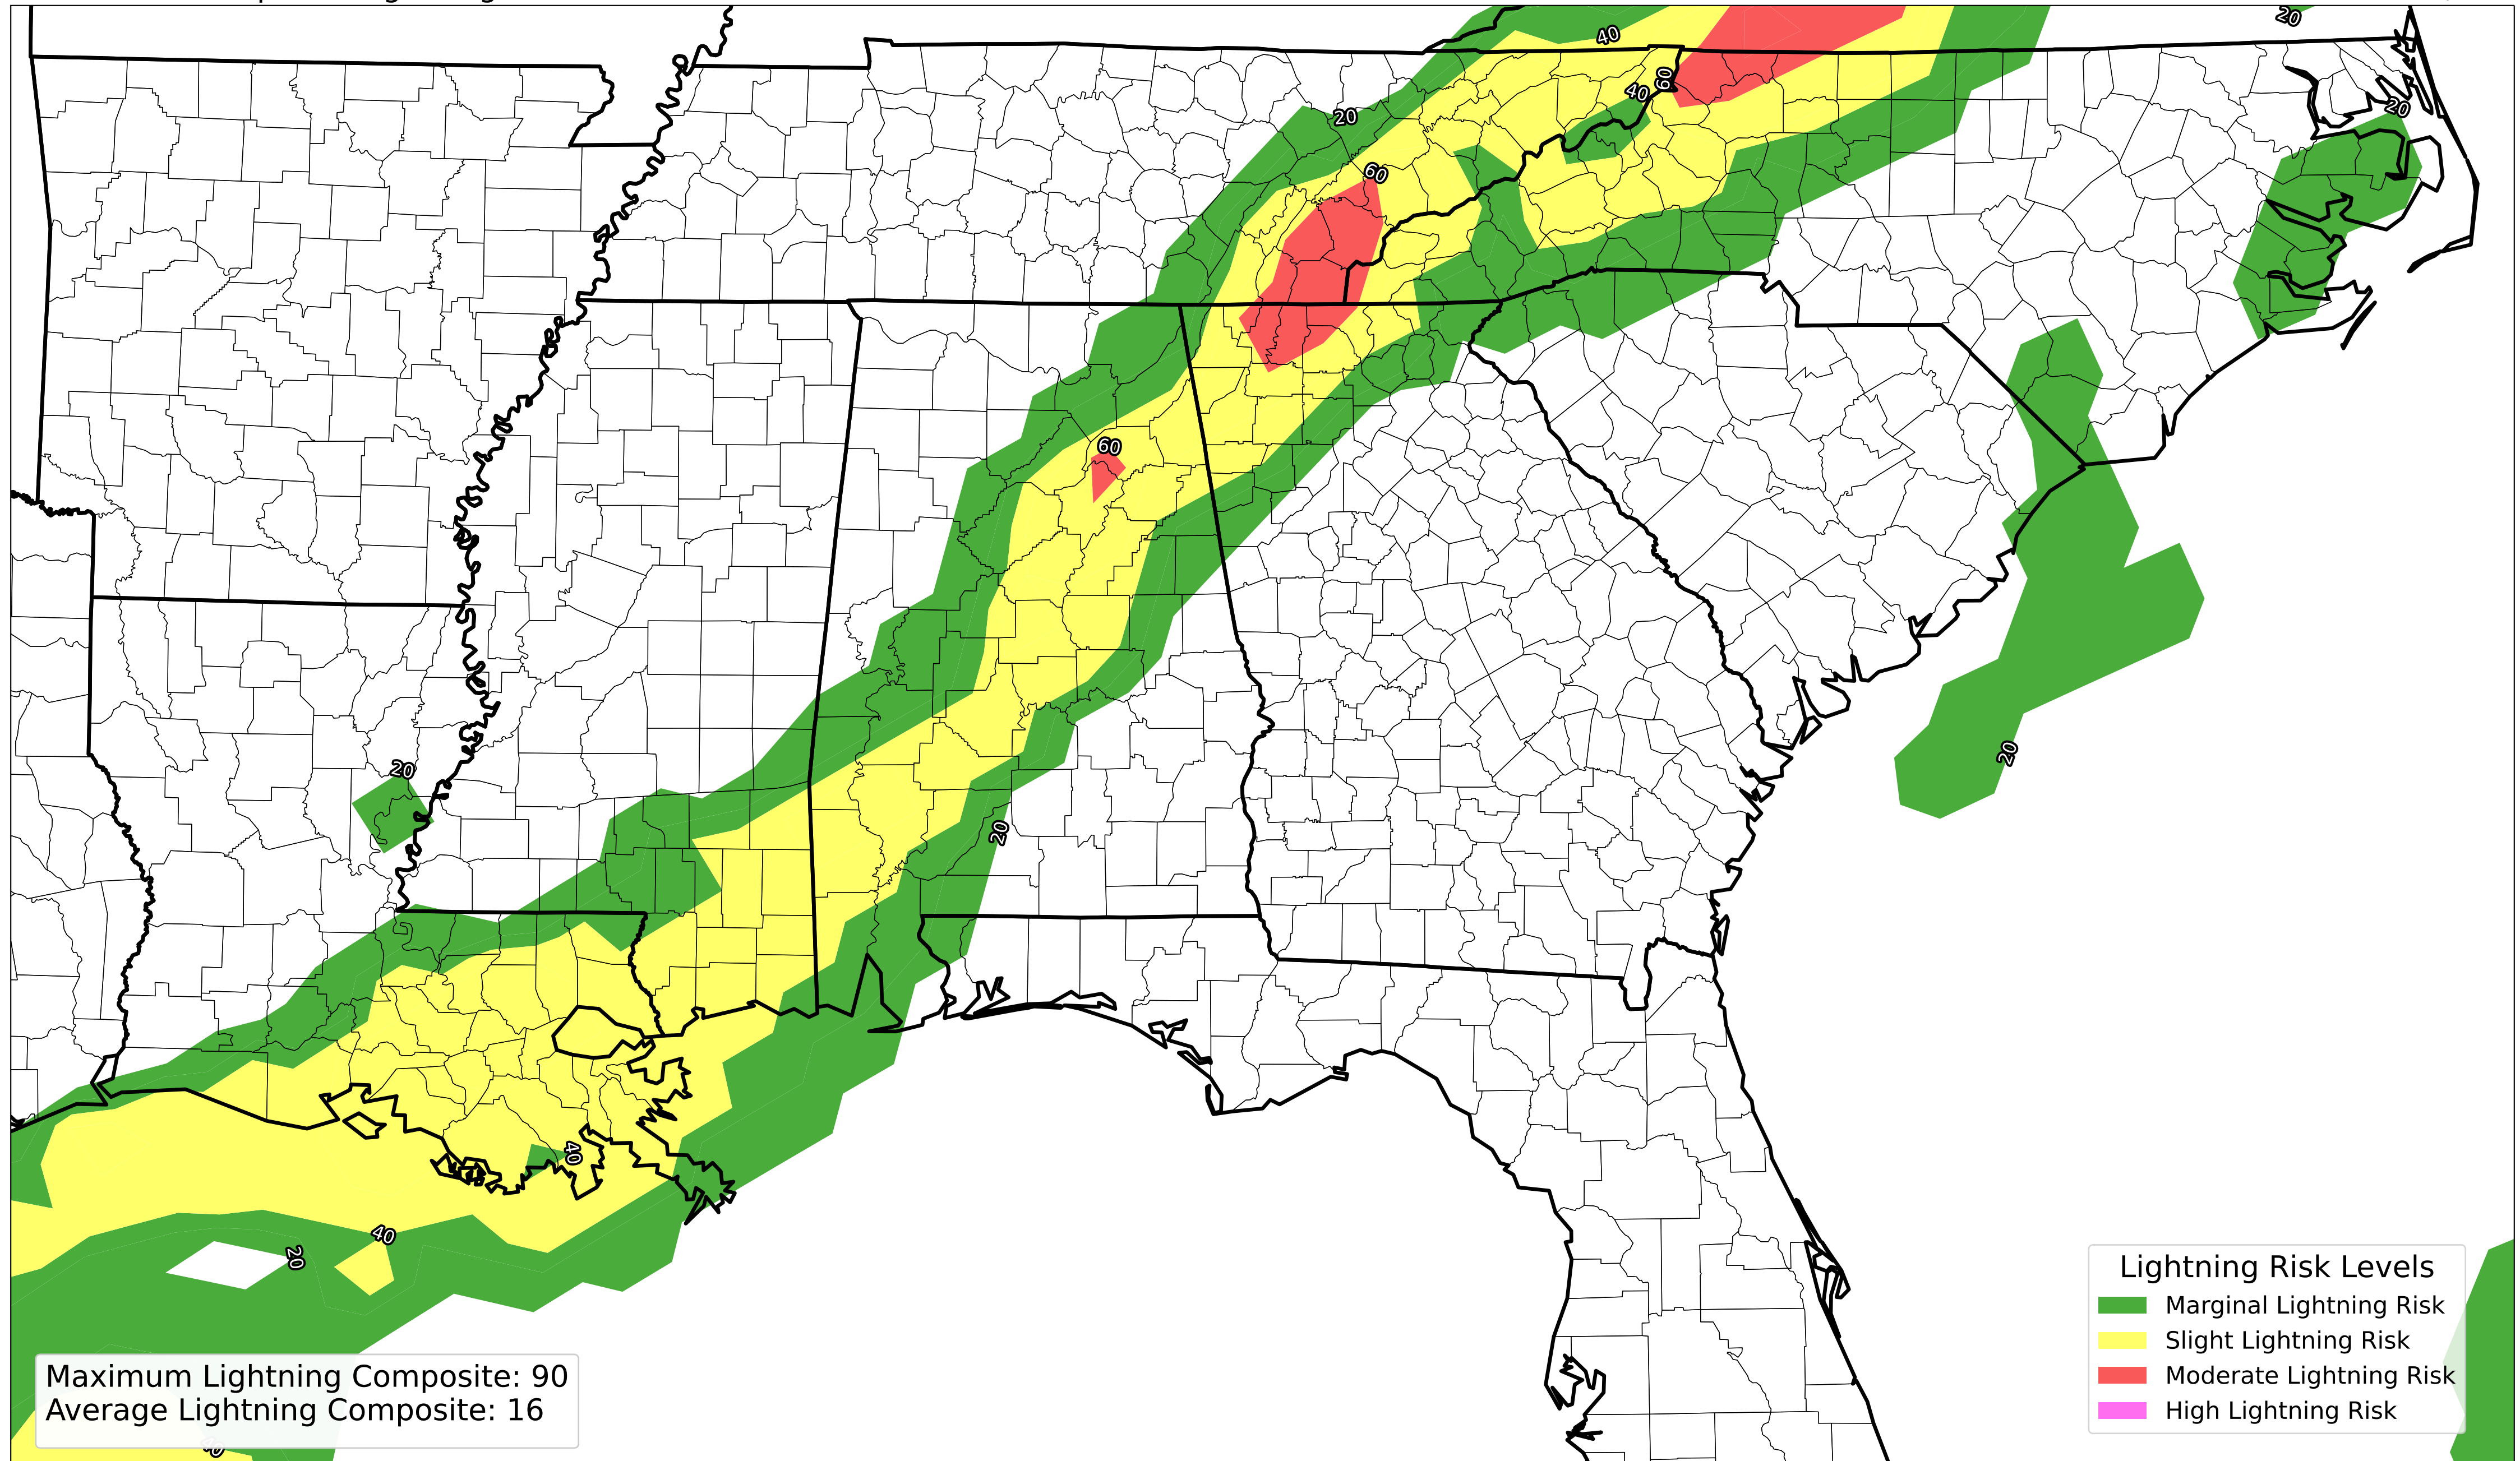 40
20
60
40
20
20
60
60
20
20
20
20
40
40
20
Lightning Risk Levels
Marginal Lightning Risk
Slight Lightning Risk
Moderate Lightning Risk
High Lightning Risk
Maximum Lightning Composite: 90
Average Lightning Composite: 16